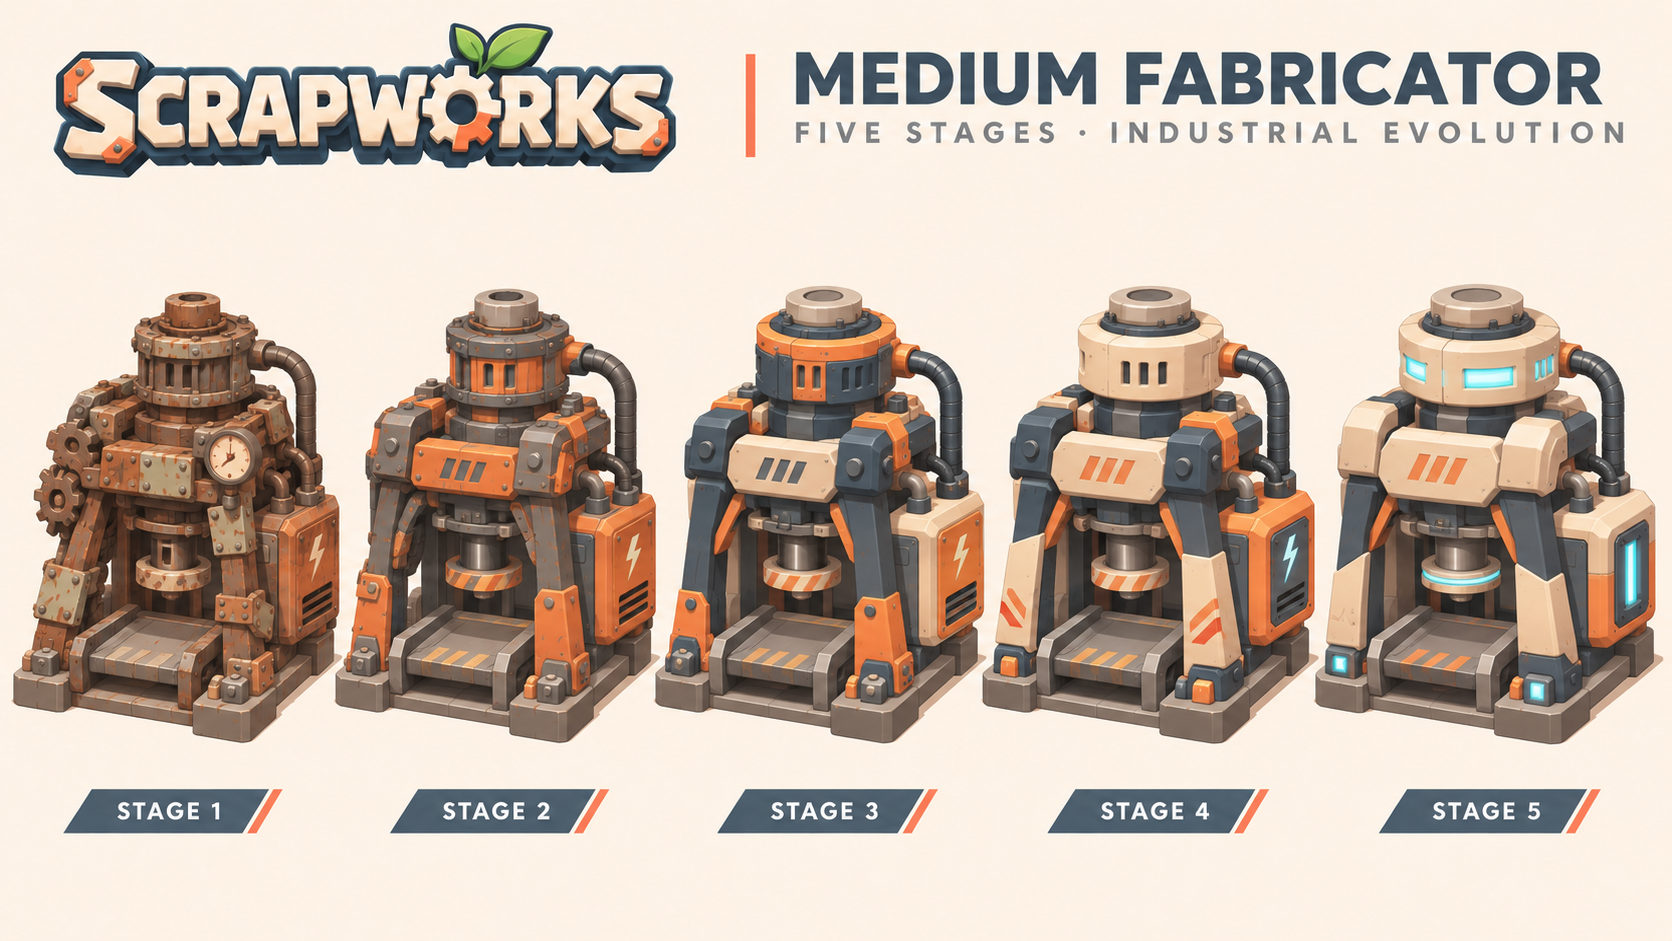 SCRAPWORKS
MEDIUM FABRICATOR
FIVE STAGES · INDUSTRIAL EVOLUTION
STAGE 1
STAGE 2
STAGE 3
STAGE 4
STAGE 5